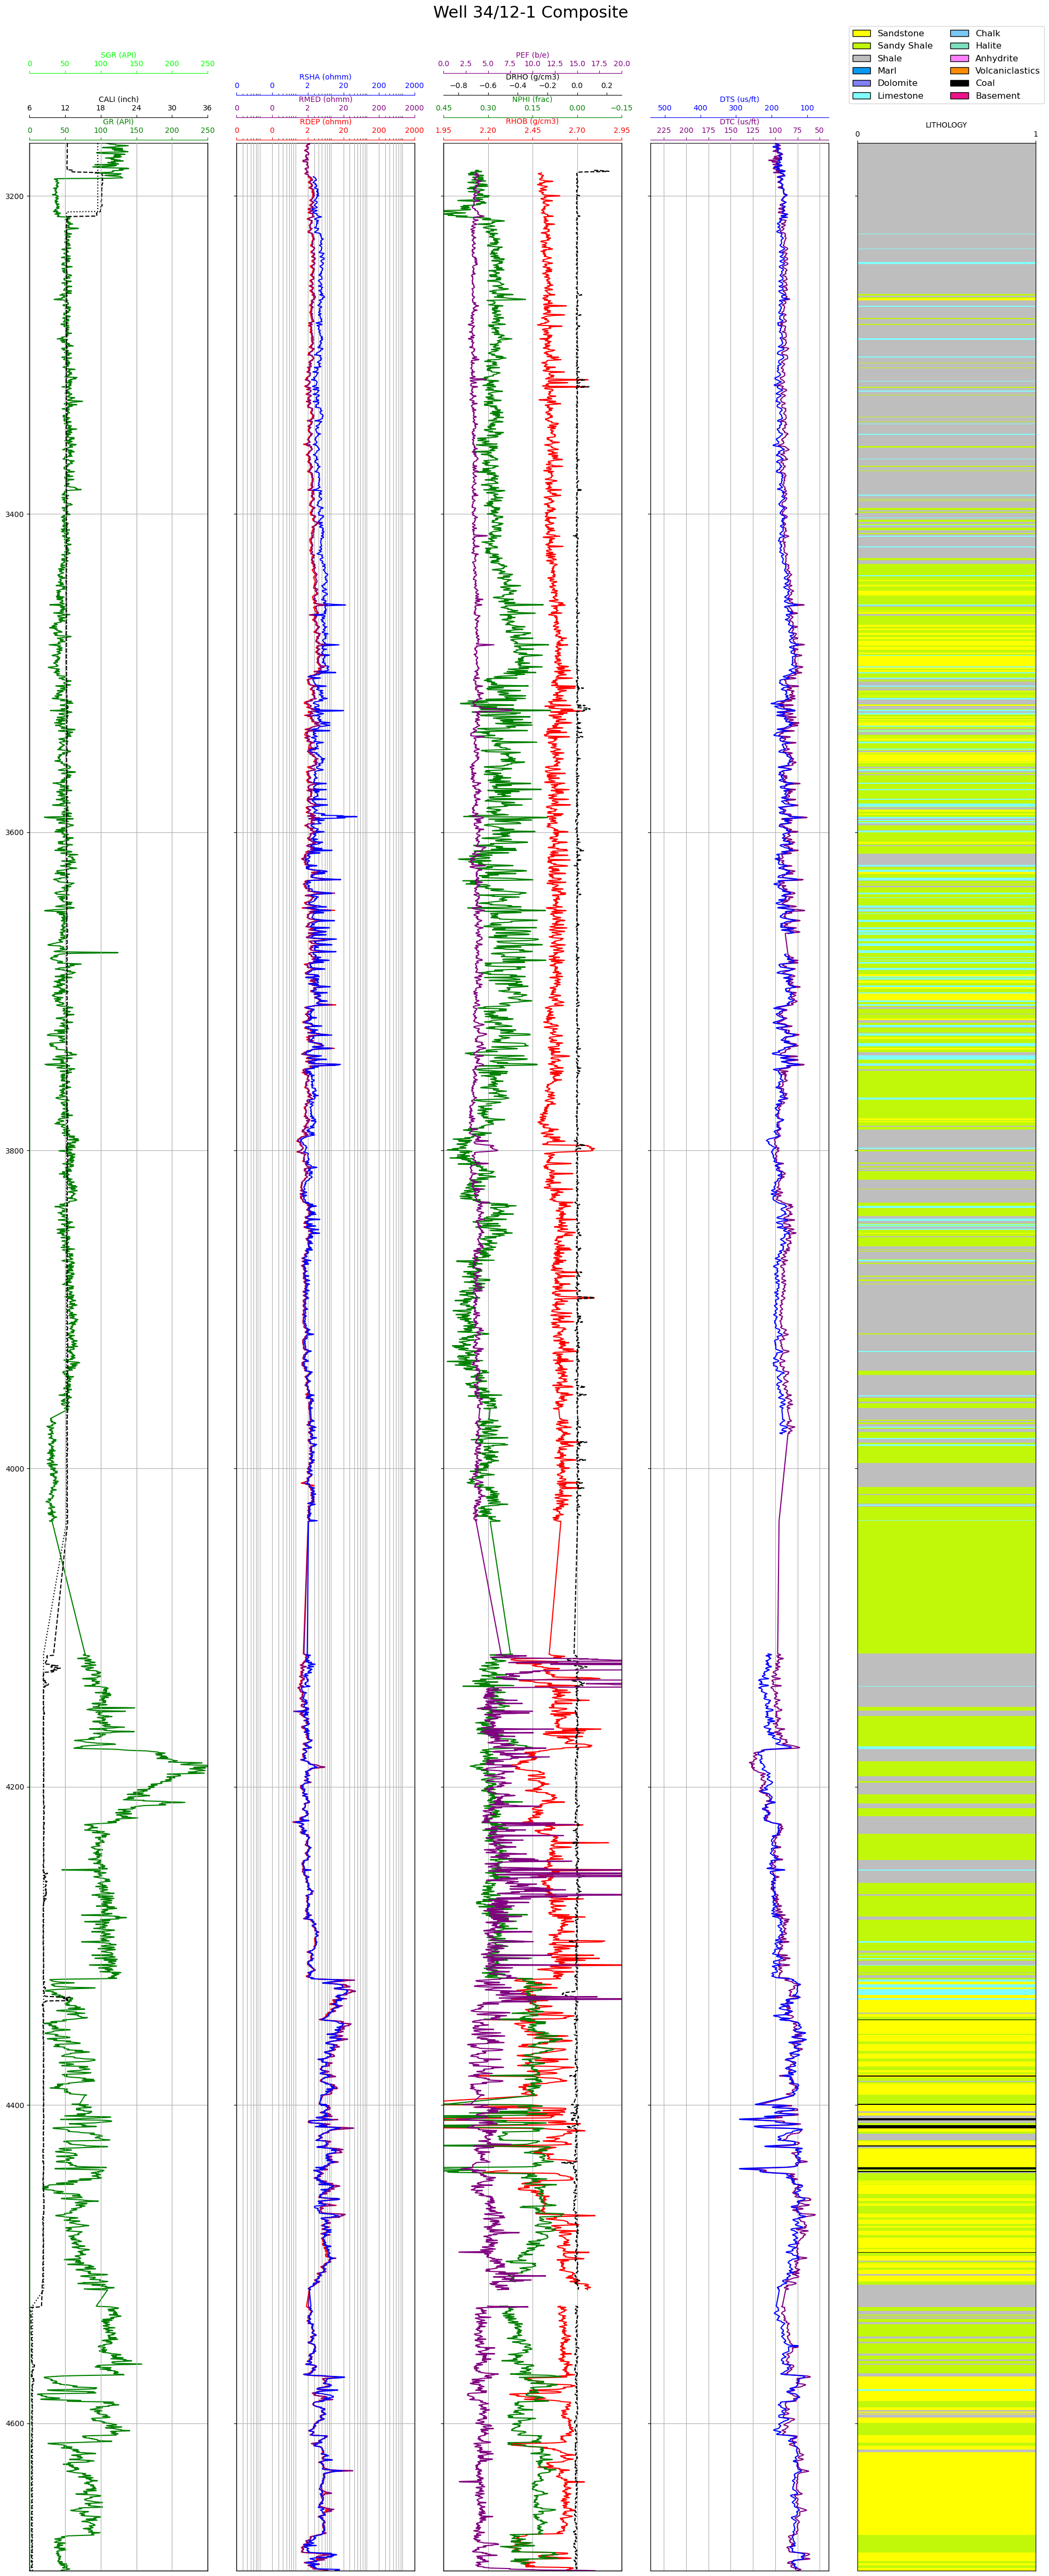 Well 34/12-1 Composite
Sandstone
Sandy Shale
Shale
Marl
Dolomite
Limestone
Chalk
Halite
Anhydrite
Volcaniclastics
Coal
Basement
SGR (API)
0 50 100 150 200 250
CALI (inch)
6 12 18 24 30 36
GR (API)
0 50 100 150 200 250
RSHA (ohmm)
0 0 2 20 200 2000
RMED (ohmm)
0 0 2 20 200 2000
RDEP (ohmm)
0 0 2 20 200 2000
PEF (b/e)
0.0 2.5 5.0 7.5 10.0 12.5 15.0 17.5 20.0
DRHO (g/cm3)
−0.8 −0.6 −0.4 −0.2 0.0 0.2
NPHI (frac)
0.45 0.30 0.15 0.00 −0.15
RHOB (g/cm3)
1.95 2.20 2.45 2.70 2.95
DTS (us/ft)
500 400 300 200 100
DTC (us/ft)
225 200 175 150 125 100 75 50
LITHOLOGY
0 1
3200
3400
3600
3800
4000
4200
4400
4600